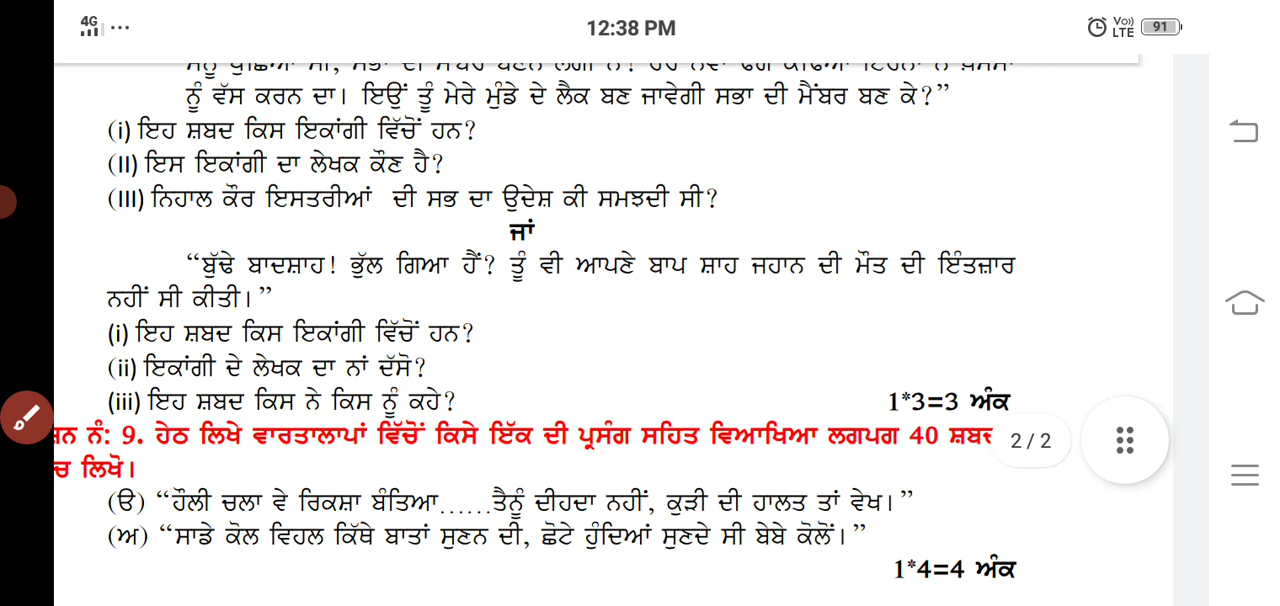 4G 12:38 PM Vo)) LTE 91
ਨੂੰ ਵੱਸ ਕਰਨ ਦਾ। ਇਉਂ ਤੂੰ ਮੇਰੇ ਮੁੰਡੇ ਦੇ ਲੈਕ ਬਣ ਜਾਵੇਗੀ ਸਭਾ ਦੀ ਮੈਂਬਰ ਬਣ ਕੇ?”
(i) ਇਹ ਸ਼ਬਦ ਕਿਸ ਇਕਾਂਗੀ ਵਿੱਚੋਂ ਹਨ?
(II) ਇਸ ਇਕਾਂਗੀ ਦਾ ਲੇਖਕ ਕੌਣ ਹੈ?
(III) ਨਿਹਾਲ ਕੌਰ ਇਸਤਰੀਆਂ ਦੀ ਸਭ ਦਾ ਉਦੇਸ਼ ਕੀ ਸਮਝਦੀ ਸੀ?
ਜਾਂ
“ਬੁੱਢੇ ਬਾਦਸ਼ਾਹ! ਭੁੱਲ ਗਿਆ ਹੈਂ? ਤੂੰ ਵੀ ਆਪਣੇ ਬਾਪ ਸ਼ਾਹ ਜਹਾਨ ਦੀ ਮੌਤ ਦੀ ਇੰਤਜ਼ਾਰ
ਨਹੀਂ ਸੀ ਕੀਤੀ।”
(i) ਇਹ ਸ਼ਬਦ ਕਿਸ ਇਕਾਂਗੀ ਵਿੱਚੋਂ ਹਨ?
(ii) ਇਕਾਂਗੀ ਦੇ ਲੇਖਕ ਦਾ ਨਾਂ ਦੱਸੋ?
(iii) ਇਹ ਸ਼ਬਦ ਕਿਸ ਨੇ ਕਿਸ ਨੂੰ ਕਹੇ? 1*3=3 ਅੰਕ
ਨੰ: 9. ਹੇਠ ਲਿਖੇ ਵਾਰਤਾਲਾਪਾਂ ਵਿੱਚੋਂ ਕਿਸੇ ਇੱਕ ਦੀ ਪ੍ਰਸੰਗ ਸਹਿਤ ਵਿਆਖਿਆ ਲਗਪਗ 40 2/2
ਚ ਲਿਖੋ।
(ੳ) “ਹੌਲੀ ਚਲਾ ਵੇ ਰਿਕਸ਼ਾ ਬੰਤਿਆ......ਤੈਨੂੰ ਦੀਹਦਾ ਨਹੀਂ, ਕੁੜੀ ਦੀ ਹਾਲਤ ਤਾਂ ਵੇਖ।”
(ਅ) “ਸਾਡੇ ਕੋਲ ਵਿਹਲ ਕਿੱਥੇ ਬਾਤਾਂ ਸੁਣਨ ਦੀ, ਛੋਟੇ ਹੁੰਦਿਆਂ ਸੁਣਦੇ ਸੀ ਬੇਬੇ ਕੋਲੋਂ।”
1*4=4 ਅੰਕ